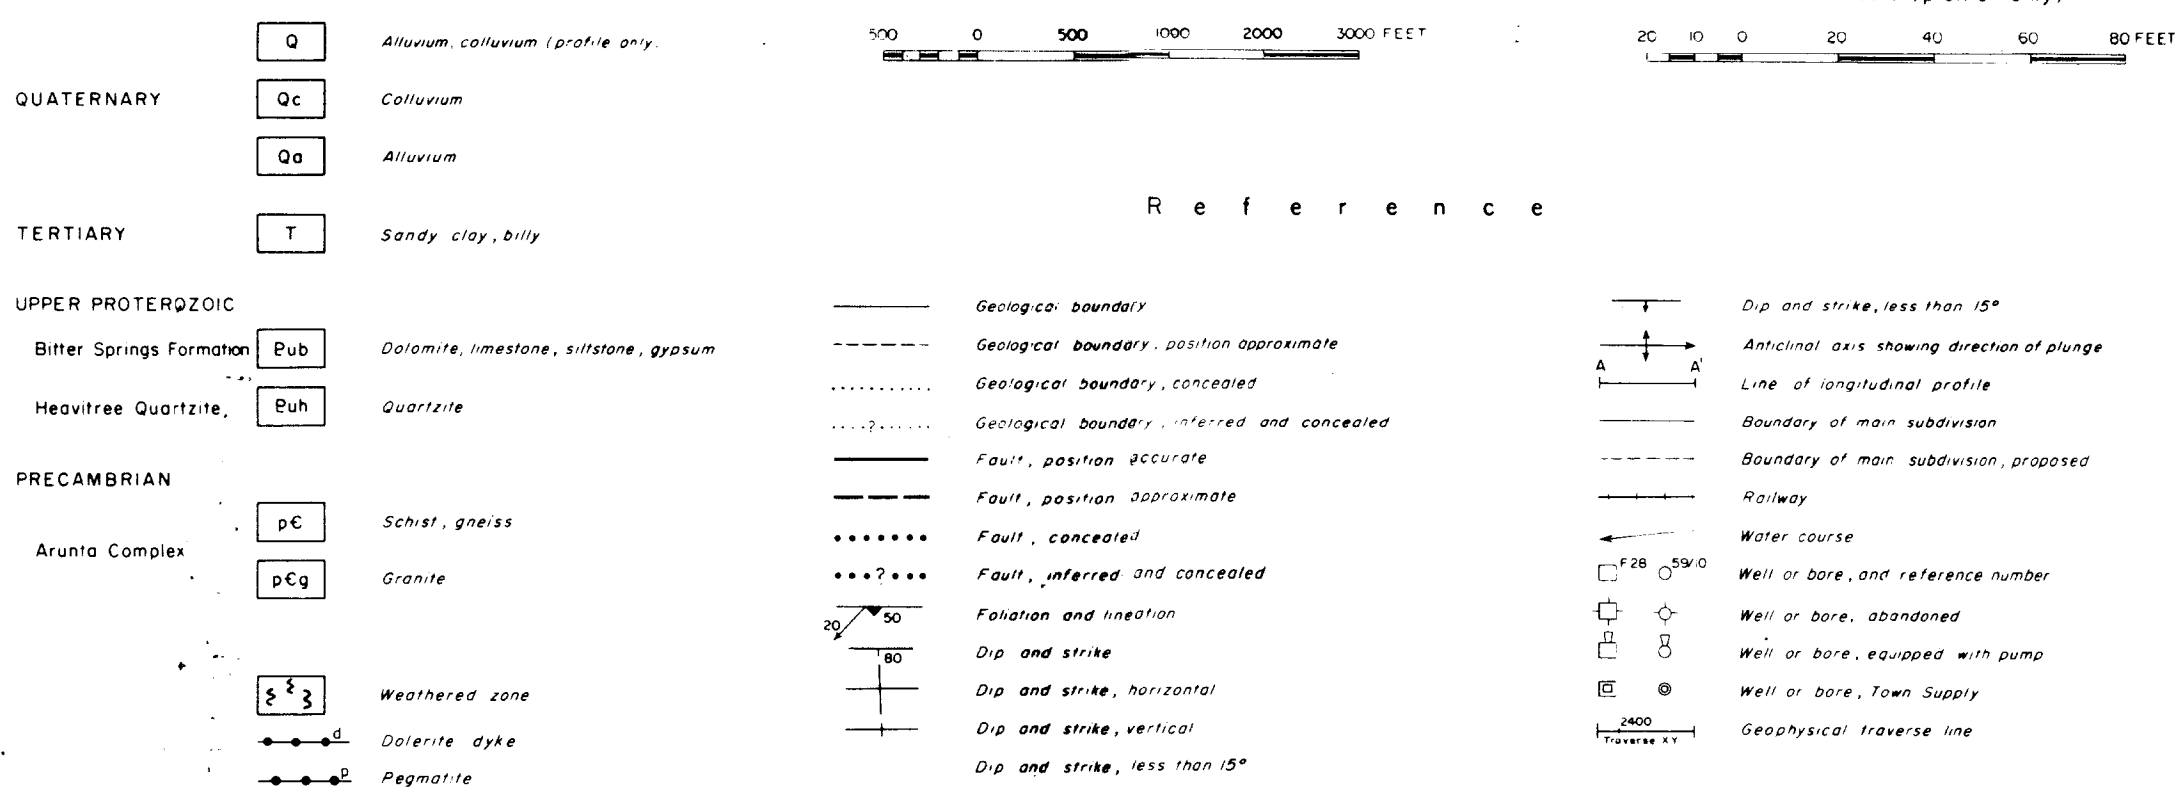 Q Alluvium, colluvium (profile only.
QUATERNARY Qc Colluvium
Qa Alluvium
TERTIARY T Sandy clay, billy
UPPER PROTEROZOIC
Bitter Springs Formation Pub Dolomite, limestone, siltstone, gypsum
Heavitree Quartzite, Puh Quartzite
PRECAMBRIAN
p€ Schist, gneiss
Arunta Complex
p€g Granite
Weathered zone
d Dolerite dyke
p Pegmatite
500 0 500 1000 2000 3000 FEET
20 10 0 20 40 60 80 FEET
Reference
Geological boundary
Geological boundary, position approximate
Geological boundary, concealed
? Geological boundary, inferred and concealed
Fault, position accurate
Fault, position approximate
Fault, concealed
? Fault, inferred and concealed
20 50 Foliation and lineation
80 Dip and strike
Dip and strike, horizontal
Dip and strike, vertical
Dip and strike, less than 15°
Dip and strike, less than 15°
Anticlinal axis showing direction of plunge
A A' Line of longitudinal profile
Boundary of main subdivision
Boundary of main subdivision, proposed
Railway
Water course
F28 59/10 Well or bore, and reference number
Well or bore, abandoned
Well or bore, equipped with pump
Well or bore, Town Supply
2400
Traverse XY Geophysical traverse line